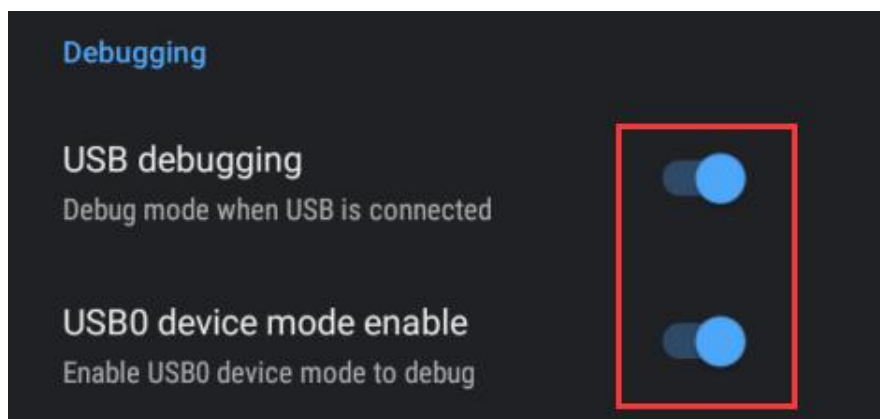 Debugging
USB debugging
Debug mode when USB is connected
USB0 device mode enable
Enable USB0 device mode to debug